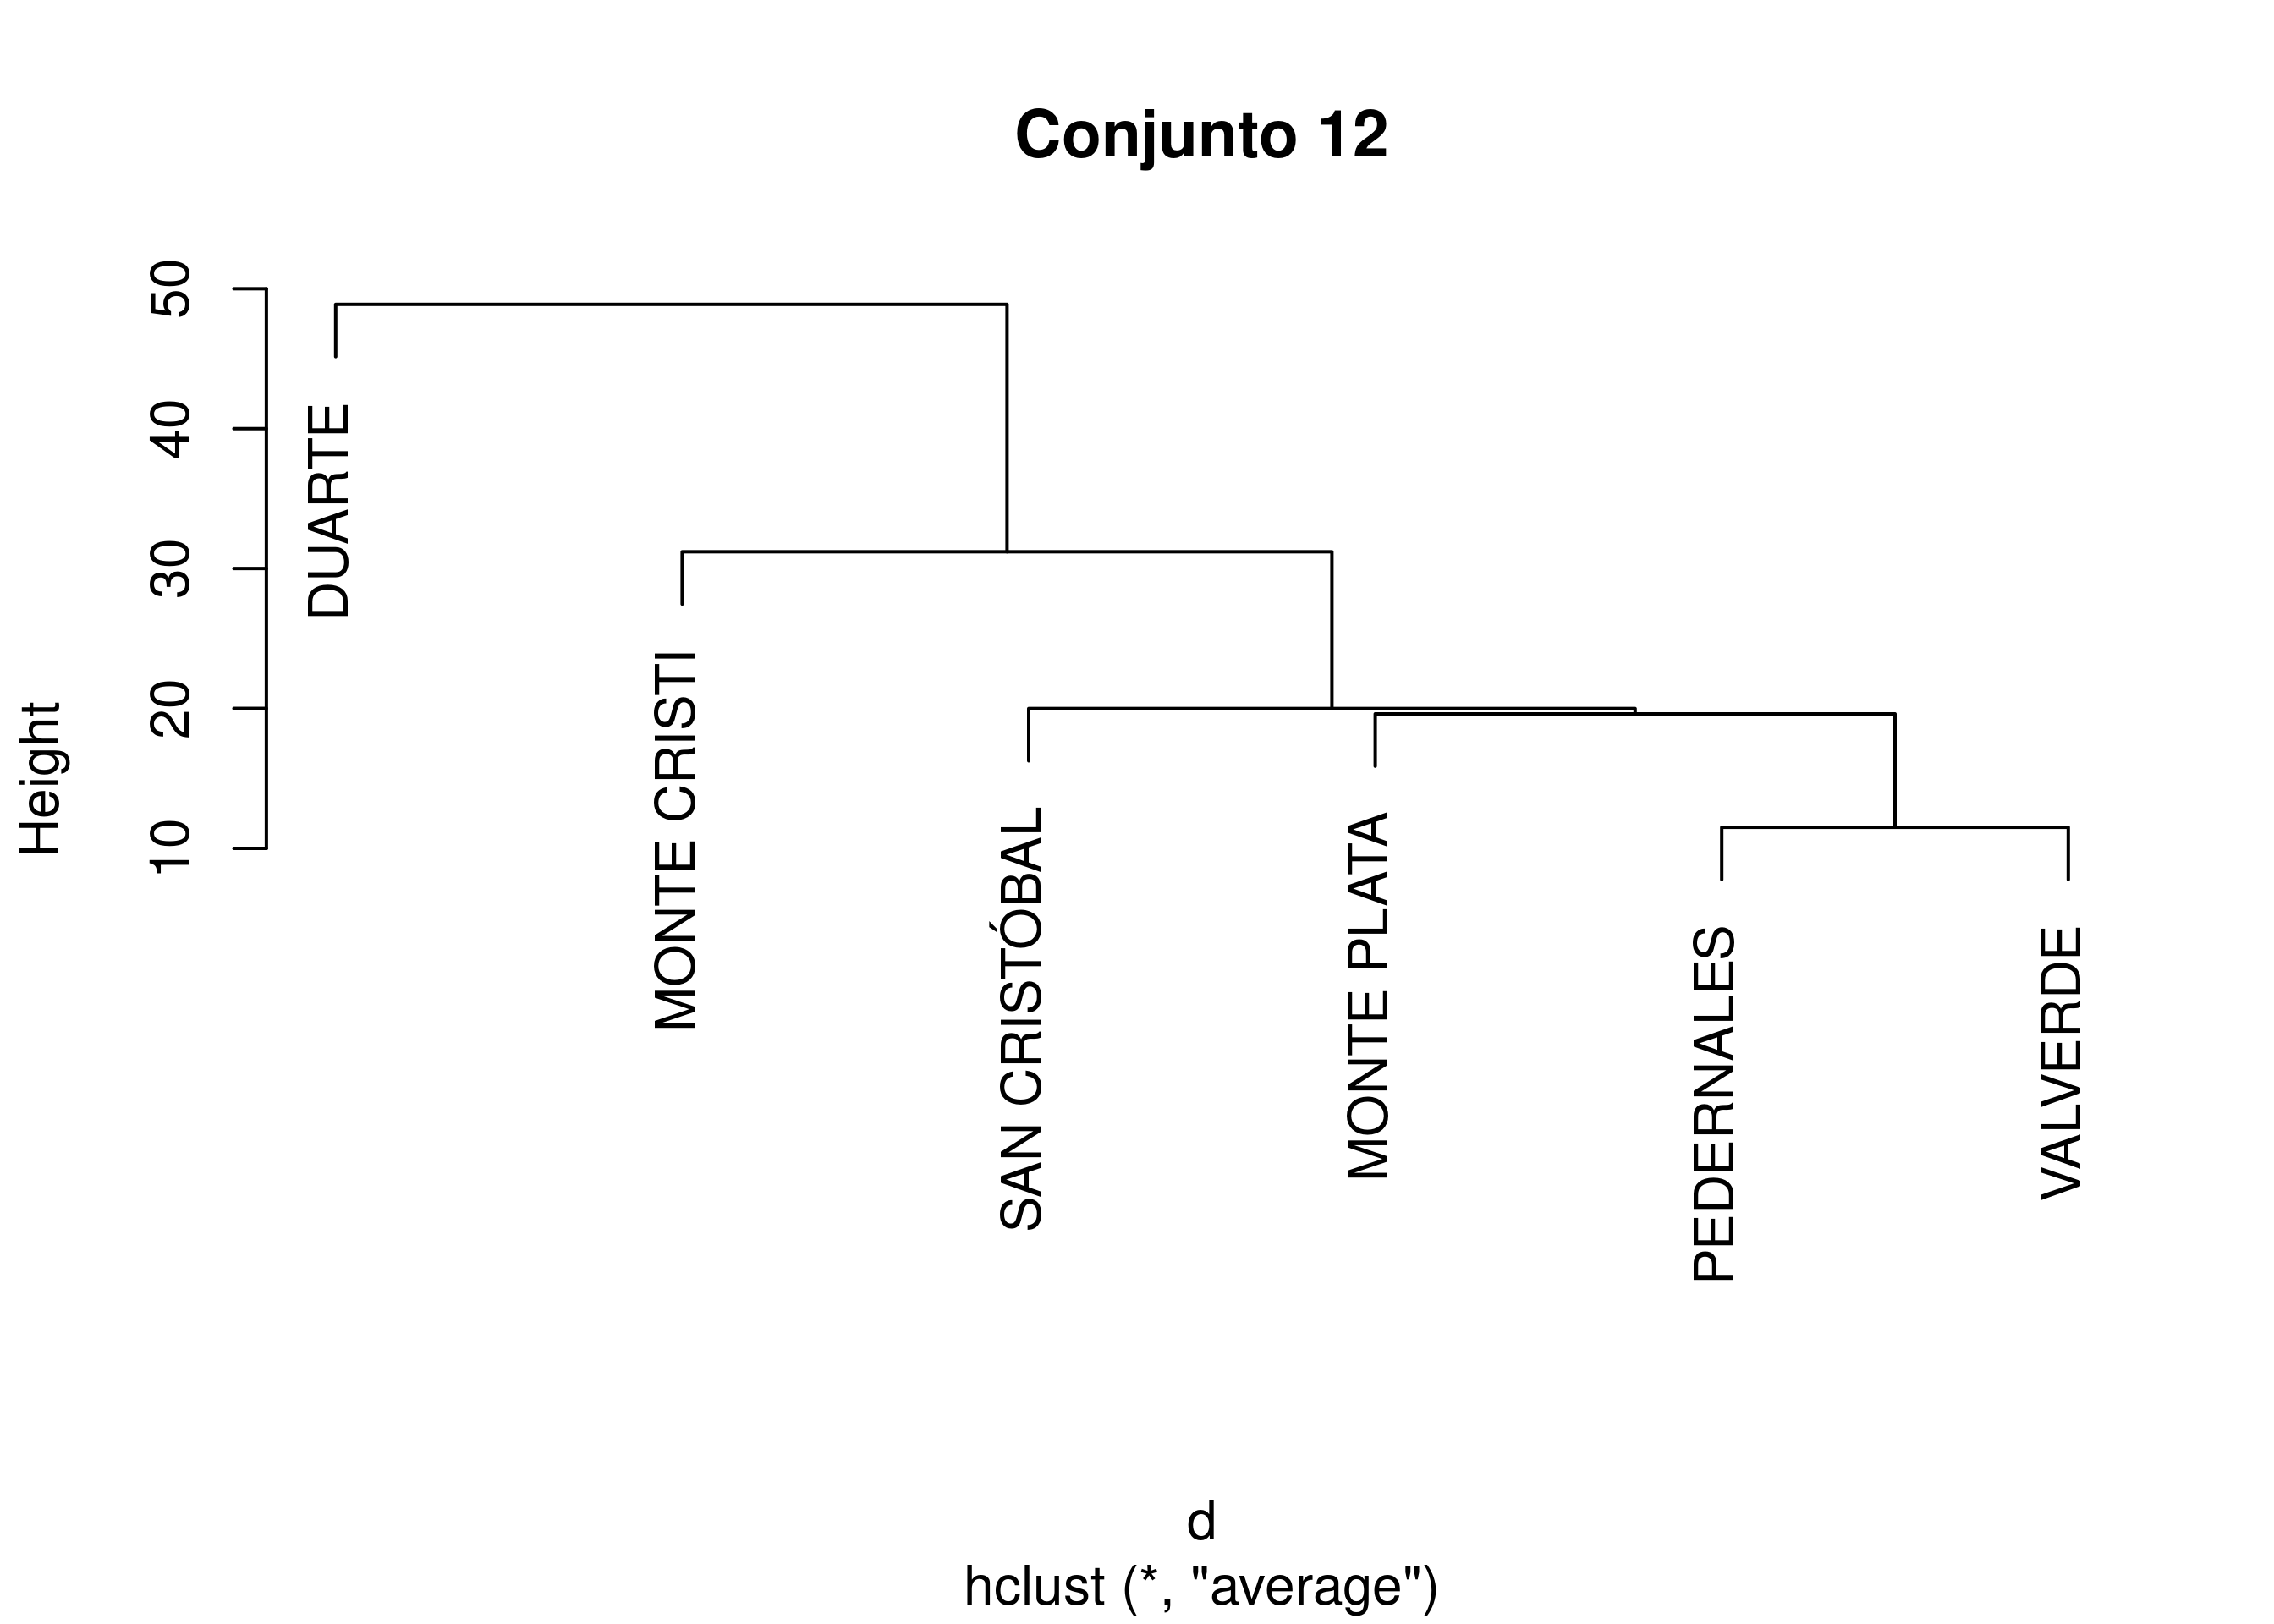 Conjunto 12
Height
50
40
30
20
10
DUARTE
MONTE CRISTI
SAN CRISTÓBAL
MONTE PLATA
PEDERNALES
VALVERDE
d
hclust (*, "average")